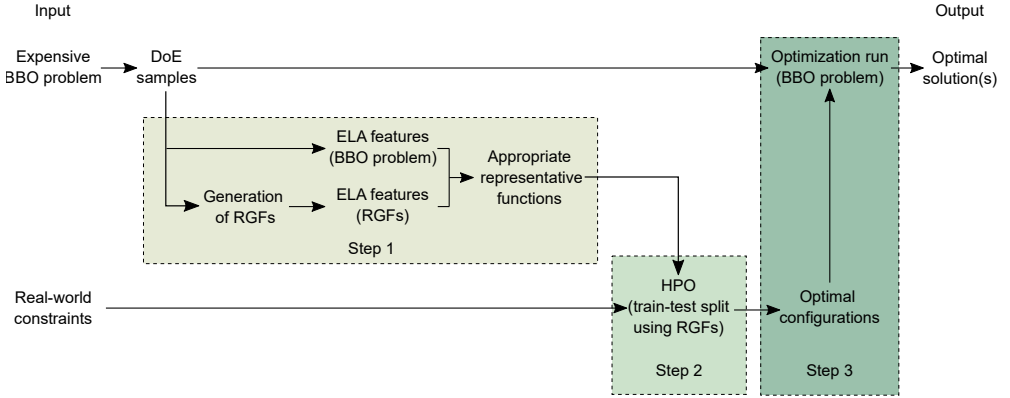 Input
Output
Expensive
BBO problem
DoE
samples
Optimization run
(BBO problem)
Optimal
solution(s)
ELA features
(BBO problem)
Appropriate
representative
functions
Generation
of RGFs
ELA features
(RGFs)
Step 1
Real-world
constraints
HPO
(train-test split
using RGFs)
Optimal
configurations
Step 2
Step 3